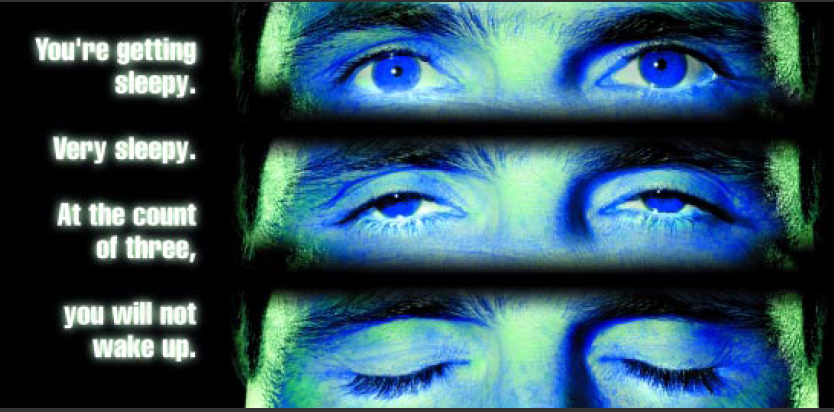 You're getting
sleepy.
Very sleepy.
At the count
of three,
you will not
wake up.